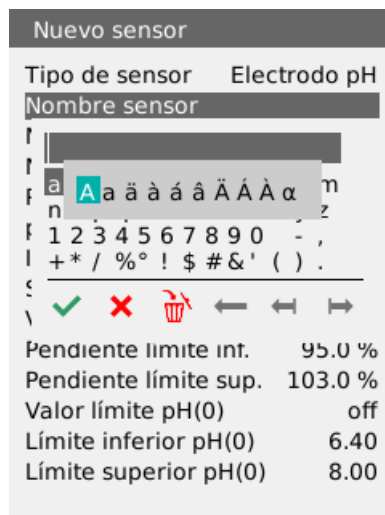 Nuevo sensor
Tipo de sensor Electrodo pH
Nombre sensor
a m
A a ä à á â Ä Á À α
n z
1 2 3 4 5 6 7 8 9 0 - ,
+ * / % ° ! $ # & ' ( ) .
Pendiente límite inf. 95.0 %
Pendiente límite sup. 103.0 %
Valor límite pH(0) off
Límite inferior pH(0) 6.40
Límite superior pH(0) 8.00